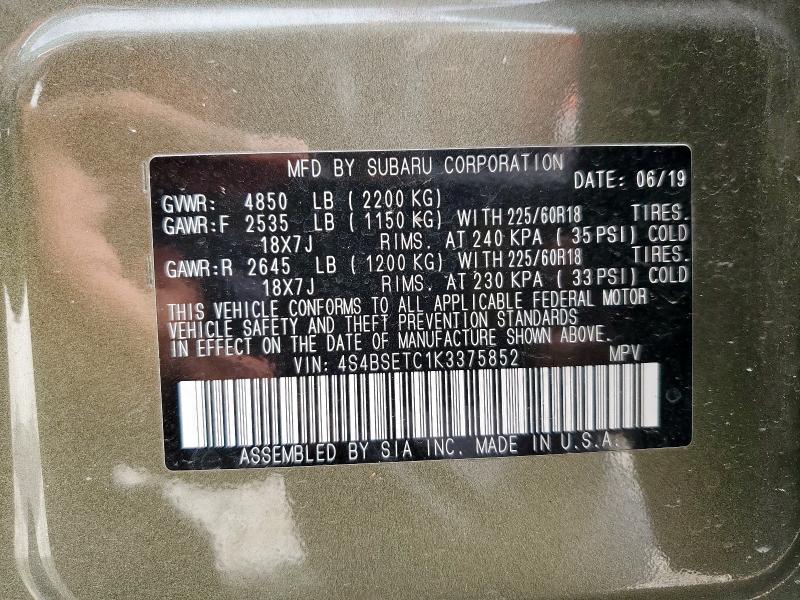 MFD BY SUBARU CORPORATION
DATE: 06/19
GVWR: 4850 LB ( 2200 KG)
GAWR:F 2535 LB ( 1150 KG) WITH 225/60R18 TIRES.
18X7J RIMS. AT 240 KPA ( 35 PSI) COLD
GAWR:R 2645 LB ( 1200 KG) WITH 225/60R18 TIRES.
18X7J RIMS. AT 230 KPA ( 33 PSI) COLD
THIS VEHICLE CONFORMS TO ALL APPLICABLE FEDERAL MOTOR
VEHICLE SAFETY AND THEFT PREVENTION STANDARDS
IN EFFECT ON THE DATE OF MANUFACTURE SHOWN ABOVE.
VIN: 4S4BSETC1K3375852 MPV
ASSEMBLED BY SIA INC. MADE IN U.S.A.